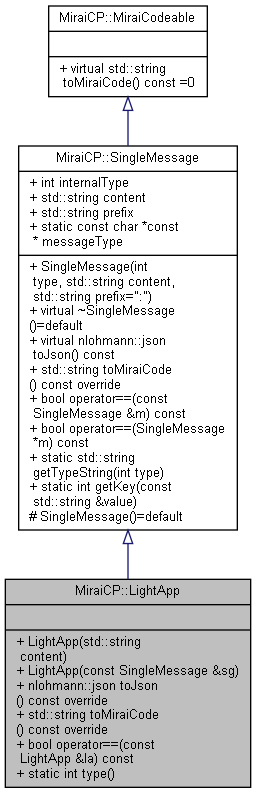 MiraiCP::MiraiCodeable
+ virtual std::string
toMiraiCode() const =0
MiraiCP::SingleMessage
+ int internalType
+ std::string content
+ std::string prefix
+ static const char *const
* messageType
+ SingleMessage(int
type, std::string content,
std::string prefix=":")
+ virtual ~SingleMessage
()=default
+ virtual nlohmann::json
toJson() const
+ std::string toMiraiCode
() const override
+ bool operator==(const
SingleMessage &m) const
+ bool operator==(SingleMessage
*m) const
+ static std::string
getTypeString(int type)
+ static int getKey(const
std::string &value)
# SingleMessage()=default
MiraiCP::LightApp
+ LightApp(std::string
content)
+ LightApp(const SingleMessage &sg)
+ nlohmann::json toJson
() const override
+ std::string toMiraiCode
() const override
+ bool operator==(const
LightApp &la) const
+ static int type()